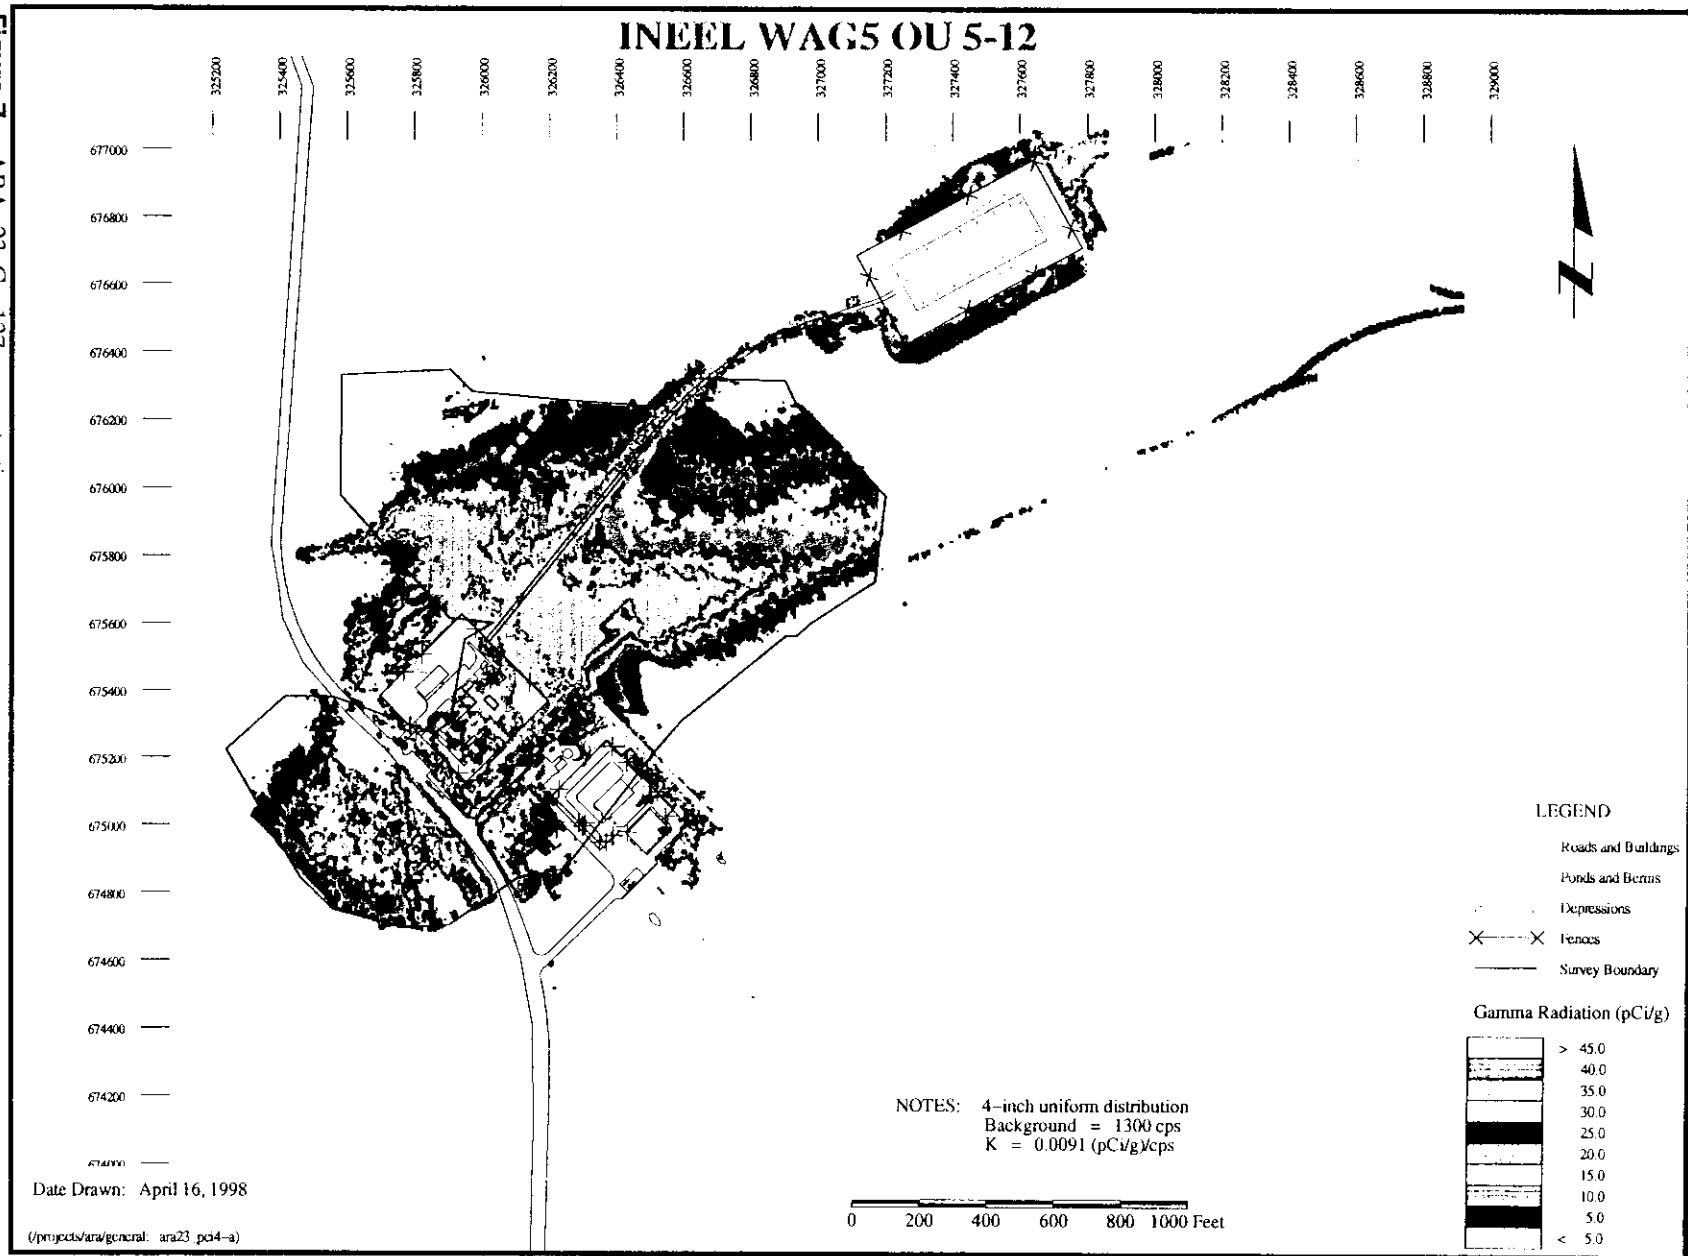 INEEL WAG5 OU 5-12
325200 325400 325600 325800 326000 326200 326400 326600 326800 327000 327200 327400 327600 327800 328000 328200 328400 328600 328800 329000
677000
676800
676600
676400
676200
676000
675800
675600
675400
675200
675000
674800
674600
674400
674200
674000
N
LEGEND
Roads and Buildings
Ponds and Berms
Depressions
Fences
Survey Boundary
Gamma Radiation (pCi/g)
> 45.0
40.0
35.0
30.0
25.0
20.0
15.0
10.0
5.0
< 5.0
NOTES: 4-inch uniform distribution
Background = 1300 cps
K = 0.0091 (pCi/g)/cps
0 200 400 600 800 1000 Feet
Date Drawn: April 16, 1998
(/projects/ara/general: ara23_pci4-a)